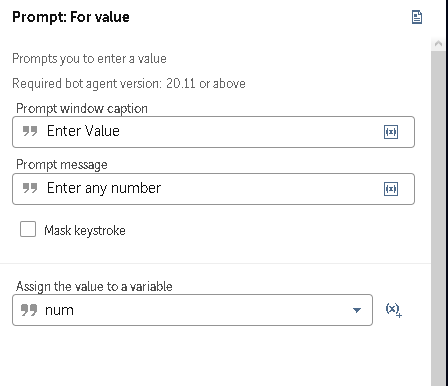 Prompt: For value
Prompts you to enter a value
Required bot agent version: 20.11 or above
Prompt window caption
Enter Value
Prompt message
Enter any number
Mask keystroke
Assign the value to a variable
num